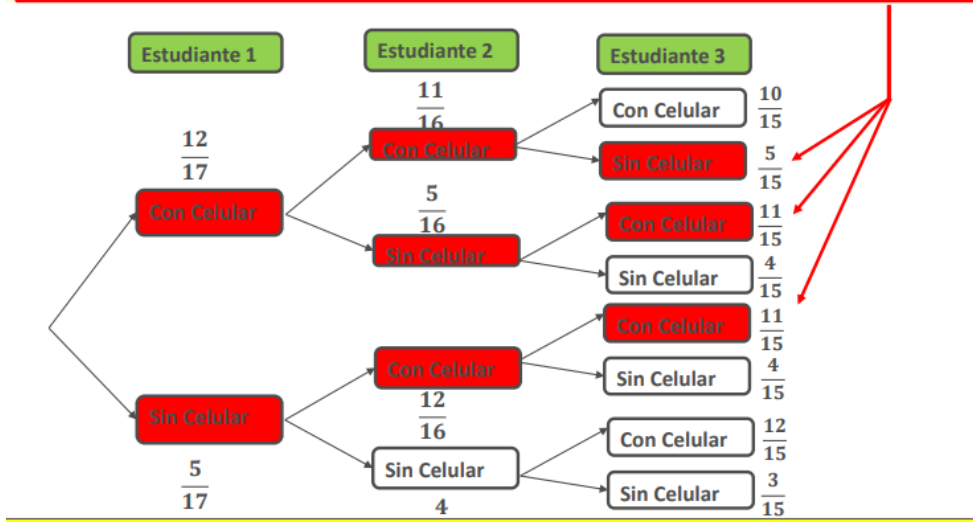 Estudiante 1
Estudiante 2
Estudiante 3
12
17
Con Celular
5
17
Sin Celular
11
16
Con Celular
5
16
Sin Celular
Con Celular
12
16
Sin Celular
4
Con Celular
10
15
Sin Celular
5
15
Con Celular
11
15
Sin Celular
4
15
Con Celular
11
15
Sin Celular
4
15
Con Celular
12
15
Sin Celular
3
15